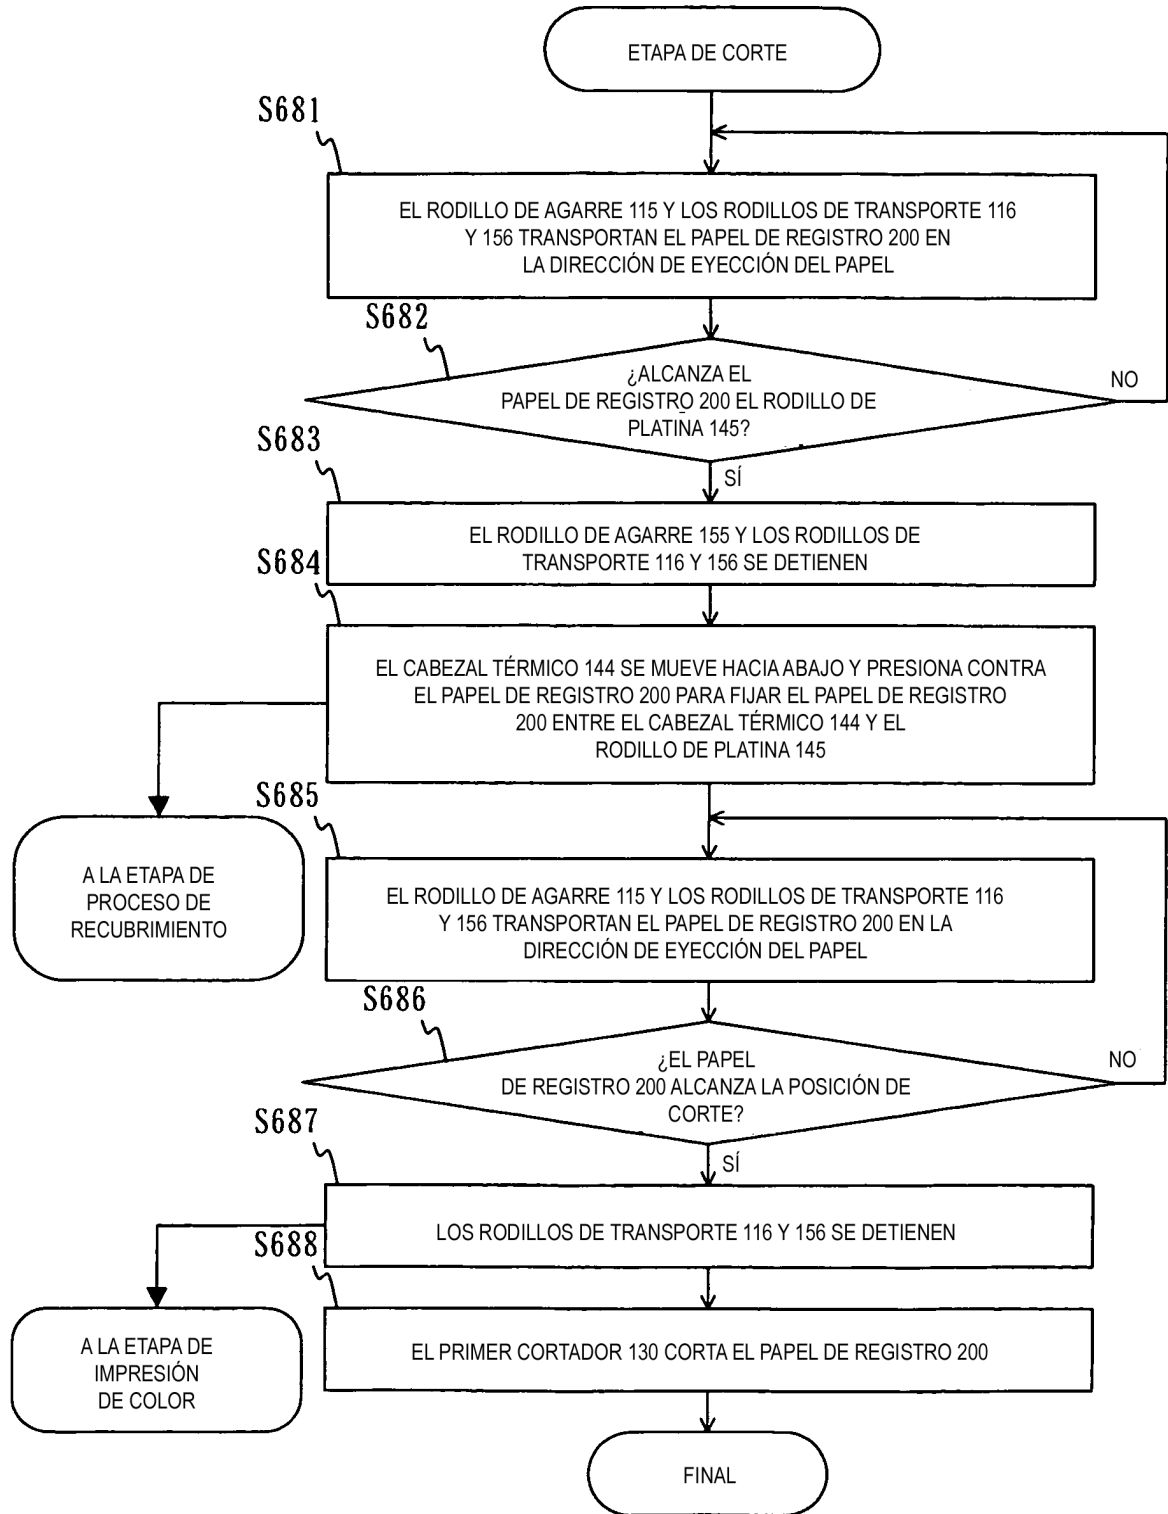 ETAPA DE CORTE
S681
EL RODILLO DE AGARRE 115 Y LOS RODILLOS DE TRANSPORTE 116
Y 156 TRANSPORTAN EL PAPEL DE REGISTRO 200 EN
LA DIRECCIÓN DE EYECCIÓN DEL PAPEL
S682
¿ALCANZA EL
PAPEL DE REGISTRO 200 EL RODILLO DE
PLATINA 145?
NO
SÍ
S683
EL RODILLO DE AGARRE 155 Y LOS RODILLOS DE
TRANSPORTE 116 Y 156 SE DETIENEN
S684
EL CABEZAL TÉRMICO 144 SE MUEVE HACIA ABAJO Y PRESIONA CONTRA
EL PAPEL DE REGISTRO 200 PARA FIJAR EL PAPEL DE REGISTRO
200 ENTRE EL CABEZAL TÉRMICO 144 Y EL
RODILLO DE PLATINA 145
A LA ETAPA DE
PROCESO DE
RECUBRIMIENTO
S685
EL RODILLO DE AGARRE 115 Y LOS RODILLOS DE TRANSPORTE 116
Y 156 TRANSPORTAN EL PAPEL DE REGISTRO 200 EN LA
DIRECCIÓN DE EYECCIÓN DEL PAPEL
S686
¿EL PAPEL
DE REGISTRO 200 ALCANZA LA POSICIÓN DE
CORTE?
NO
SÍ
S687
LOS RODILLOS DE TRANSPORTE 116 Y 156 SE DETIENEN
A LA ETAPA DE
IMPRESIÓN
DE COLOR
S688
EL PRIMER CORTADOR 130 CORTA EL PAPEL DE REGISTRO 200
FINAL